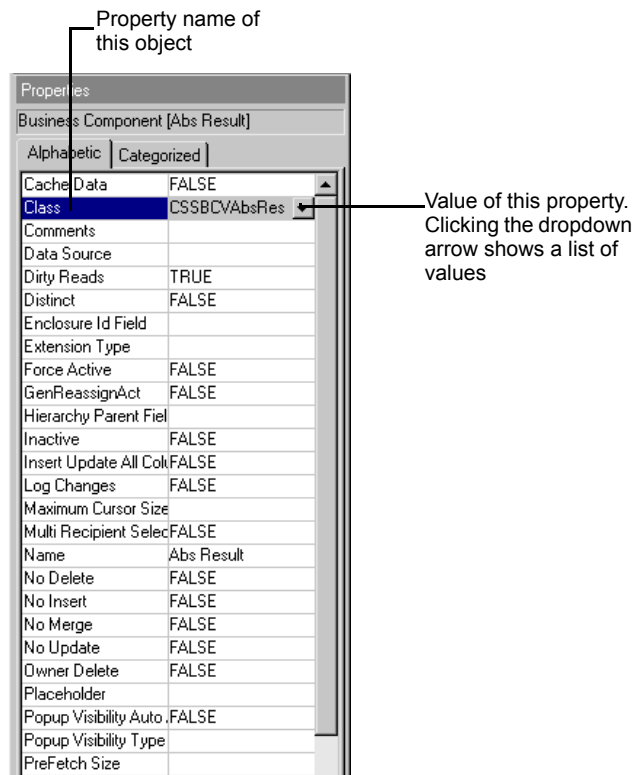 Property name of
this object
Properties
Business Component [Abs Result]
Alphabetic Categorized
Cache Data FALSE
Class CSSBCVAbsRes
Value of this property.
Clicking the dropdown
arrow shows a list of
values
Comments
Data Source
Dirty Reads TRUE
Distinct FALSE
Enclosure Id Field
Extension Type
Force Active FALSE
GenReassignAct FALSE
Hierarchy Parent Fiel
Inactive FALSE
Insert Update All Colu FALSE
Log Changes FALSE
Maximum Cursor Size
Multi Recipient Selec FALSE
Name Abs Result
No Delete FALSE
No Insert FALSE
No Merge FALSE
No Update FALSE
Owner Delete FALSE
Placeholder
Popup Visibility Auto FALSE
Popup Visibility Type
PreFetch Size